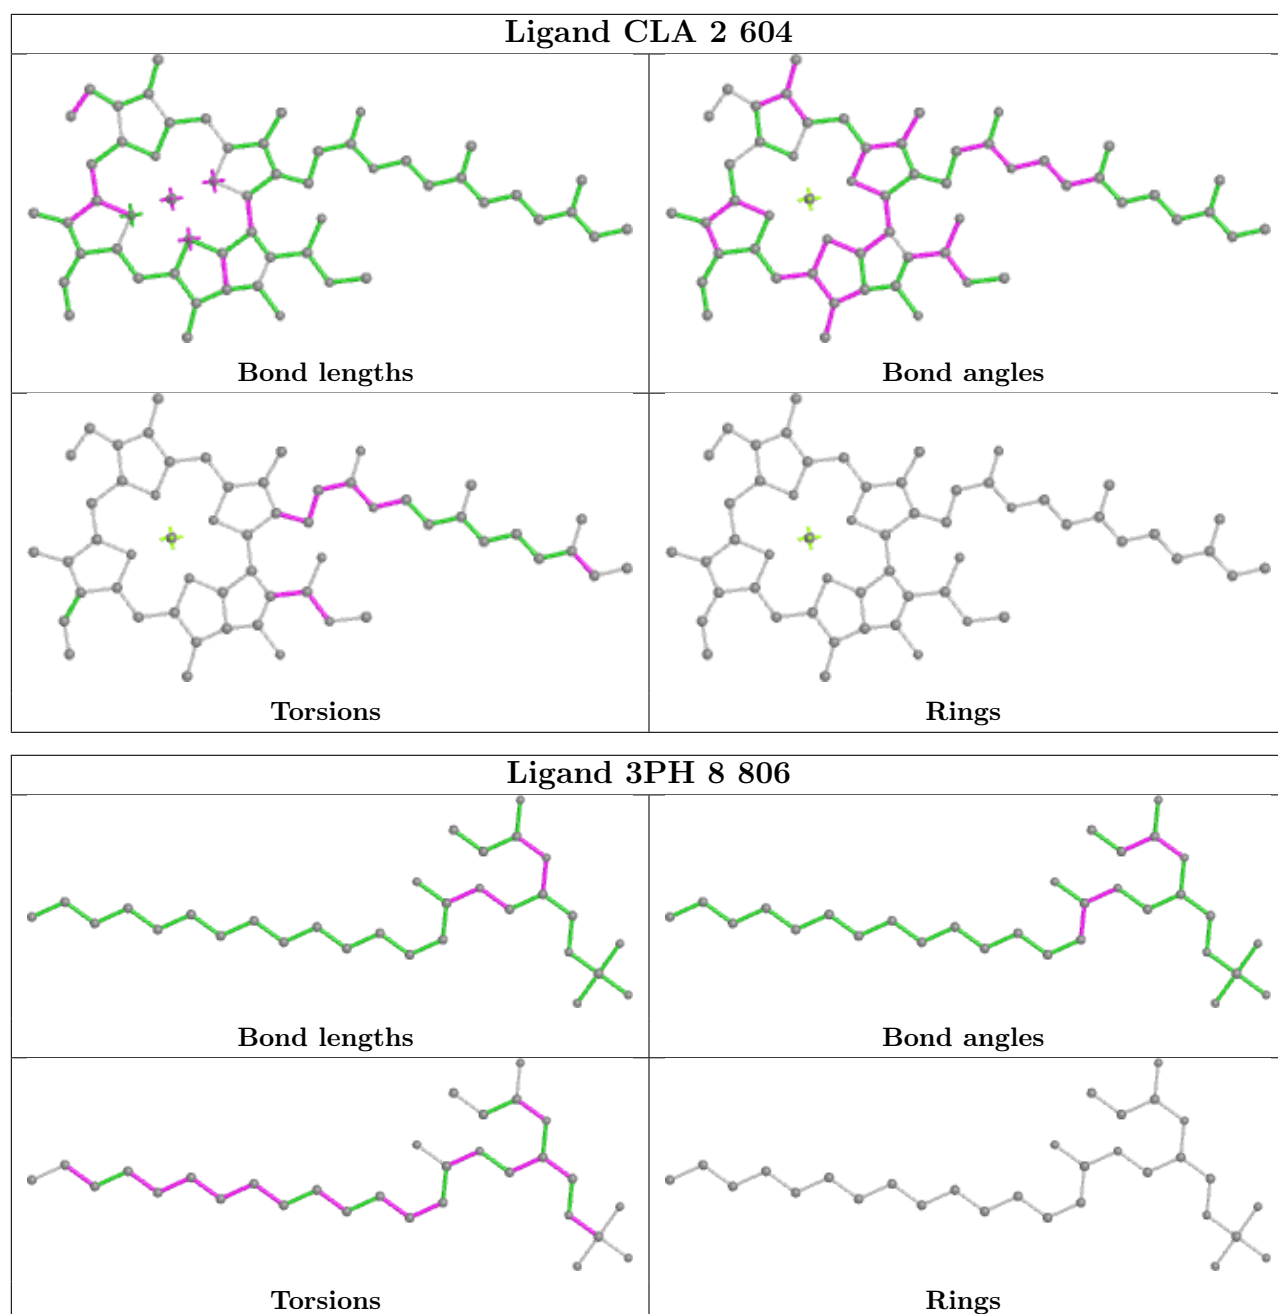 Ligand CLA 2 604
Bond lengths
Bond angles
Torsions
Rings
Ligand 3PH 8 806
Bond lengths
Bond angles
Torsions
Rings